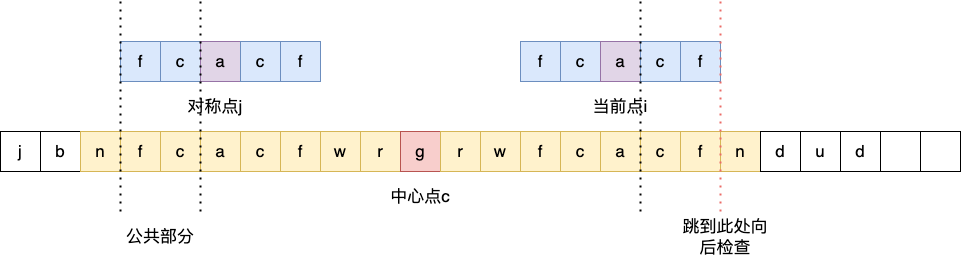 f c a c f
f c a c f
对称点j
当前点i
j b n f c a c f w r g r w f c a c f n d u d
中心点c
公共部分
跳到此处向
后检查